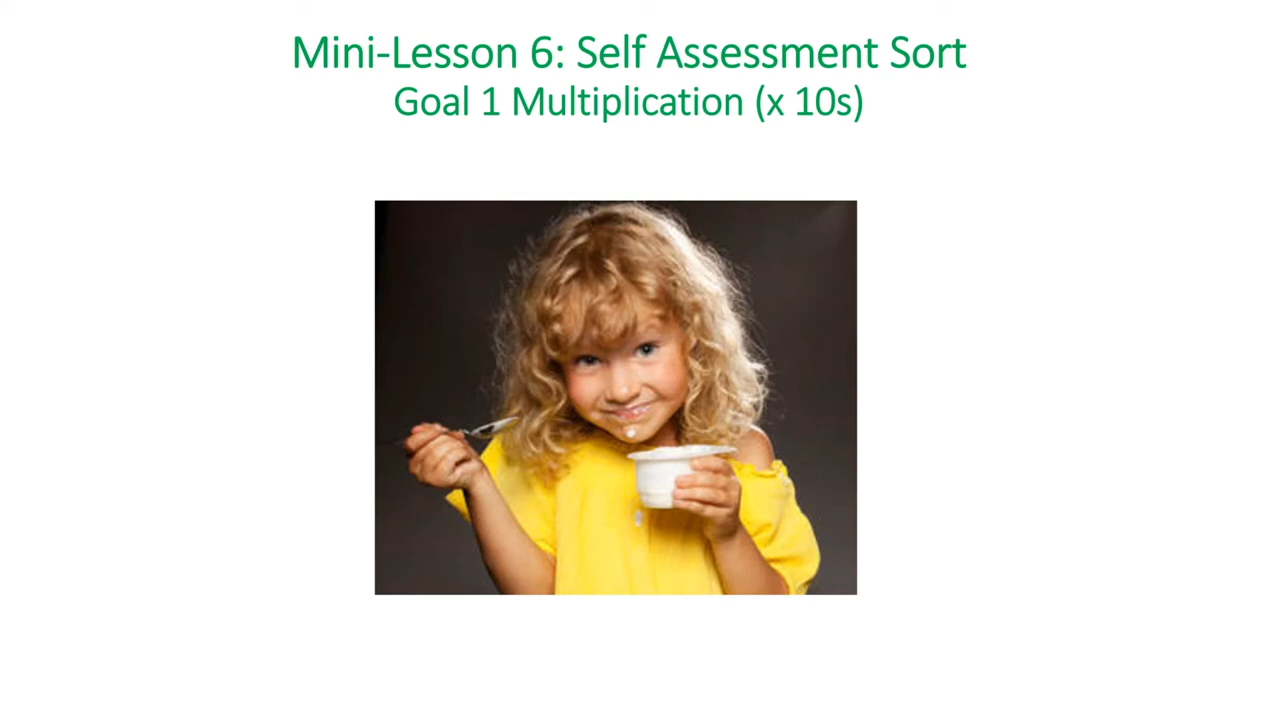 Mini-Lesson 6: Self Assessment Sort
Goal 1 Multiplication (x 10s)